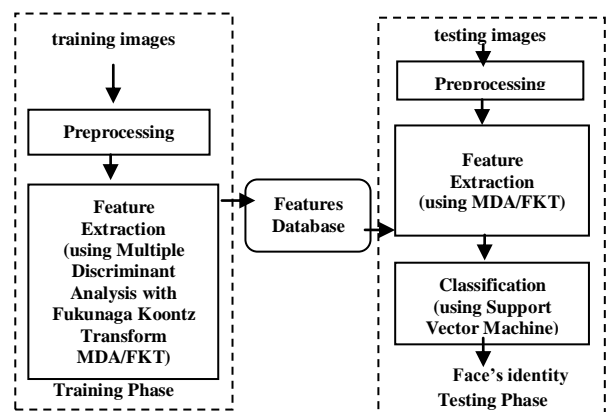 training images
Preprocessing
Feature
Extraction
(using Multiple
Discriminant
Analysis with
Fukunaga Koontz
Transform
MDA/FKT)
Training Phase
Features
Database
testing images
Preprocessing
Feature
Extraction
(using MDA/FKT)
Classification
(using Support
Vector Machine)
Face's identity
Testing Phase